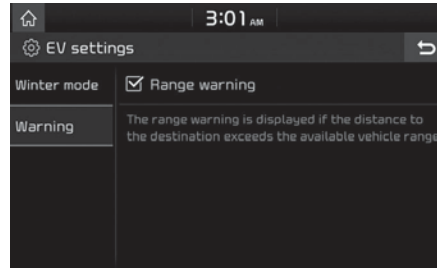 3:01 AM
EV settings
Winter mode
Range warning
Warning
The range warning is displayed if the distance to
the destination exceeds the available vehicle range